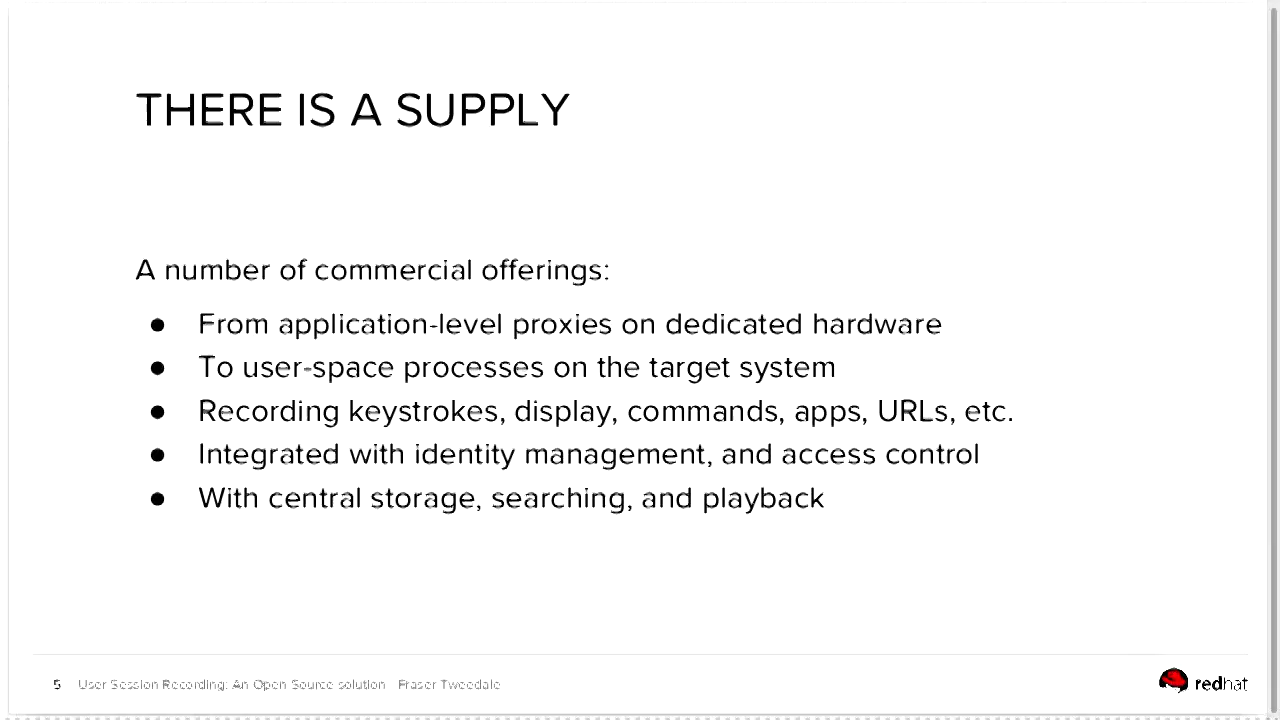 THERE IS A SUPPLY
A number of commercial offerings:
● From application-level proxies on dedicated hardware
● To user-space processes on the target system
● Recording keystrokes, display, commands, apps, URLs, etc.
● Integrated with identity management, and access control
● With central storage, searching, and playback
5 User Session Recording: An Open Source solution - Fraser Tweedale
redhat